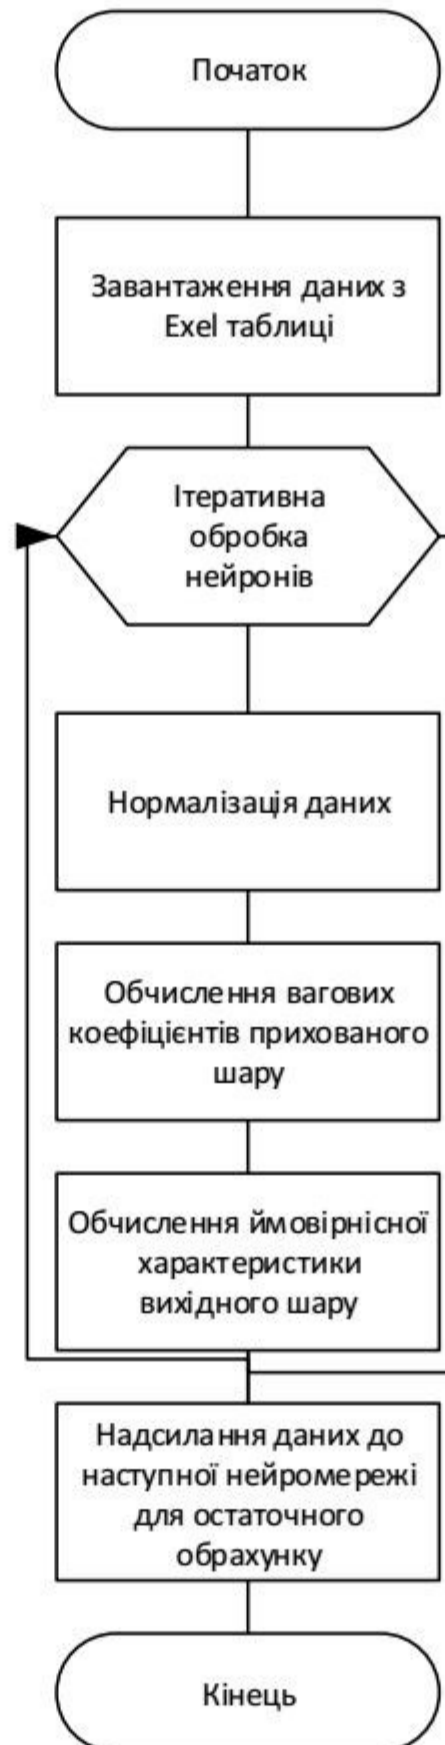 Початок
Завантаження даних з
Exel таблиці
Ітеративна
обробка
нейронів
Нормалізація даних
Обчислення вагових
коефіцієнтів прихованого
шару
Обчислення ймовірнісної
характеристики
вихідного шару
Надсилання даних до
наступної нейромережі
для остаточного
обрахунку
Кінець